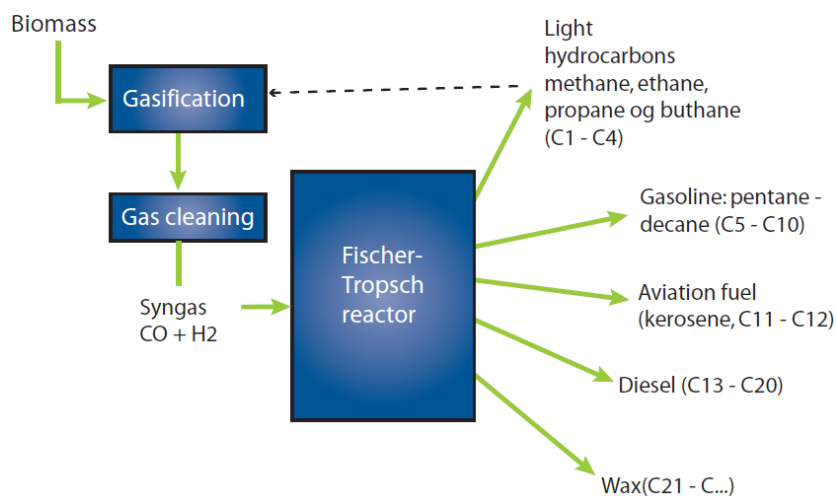 Biomass
Gasification
Gas cleaning
Syngas
CO + H2
Fischer-
Tropsch
reactor
Light
hydrocarbons
methane, ethane,
propane og buthane
(C1 - C4)
Gasoline: pentane -
decane (C5 - C10)
Aviation fuel
(kerosene, C11 - C12)
Diesel (C13 - C20)
Wax(C21 - C...)